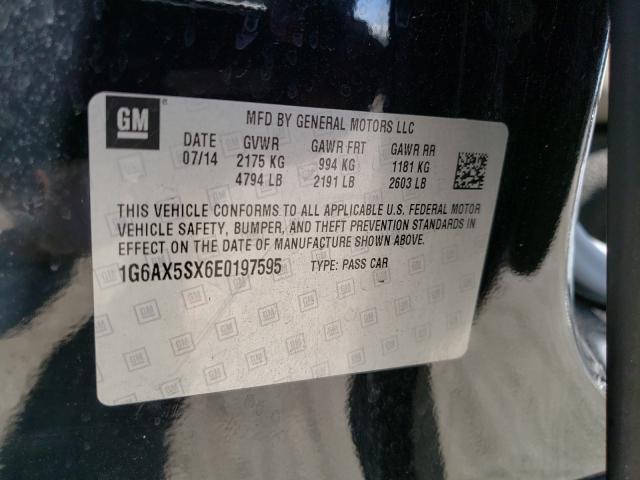 GM
MFD BY GENERAL MOTORS LLC
DATE GVWR GAWR FRT GAWR RR
07/14 2175 KG 994 KG 1181 KG
4794 LB 2191 LB 2603 LB
THIS VEHICLE CONFORMS TO ALL APPLICABLE U.S. FEDERAL MOTOR
VEHICLE SAFETY, BUMPER, AND THEFT PREVENTION STANDARDS IN
EFFECT ON THE DATE OF MANUFACTURE SHOWN ABOVE.
1G6AX5SX6E0197595 TYPE: PASS CAR